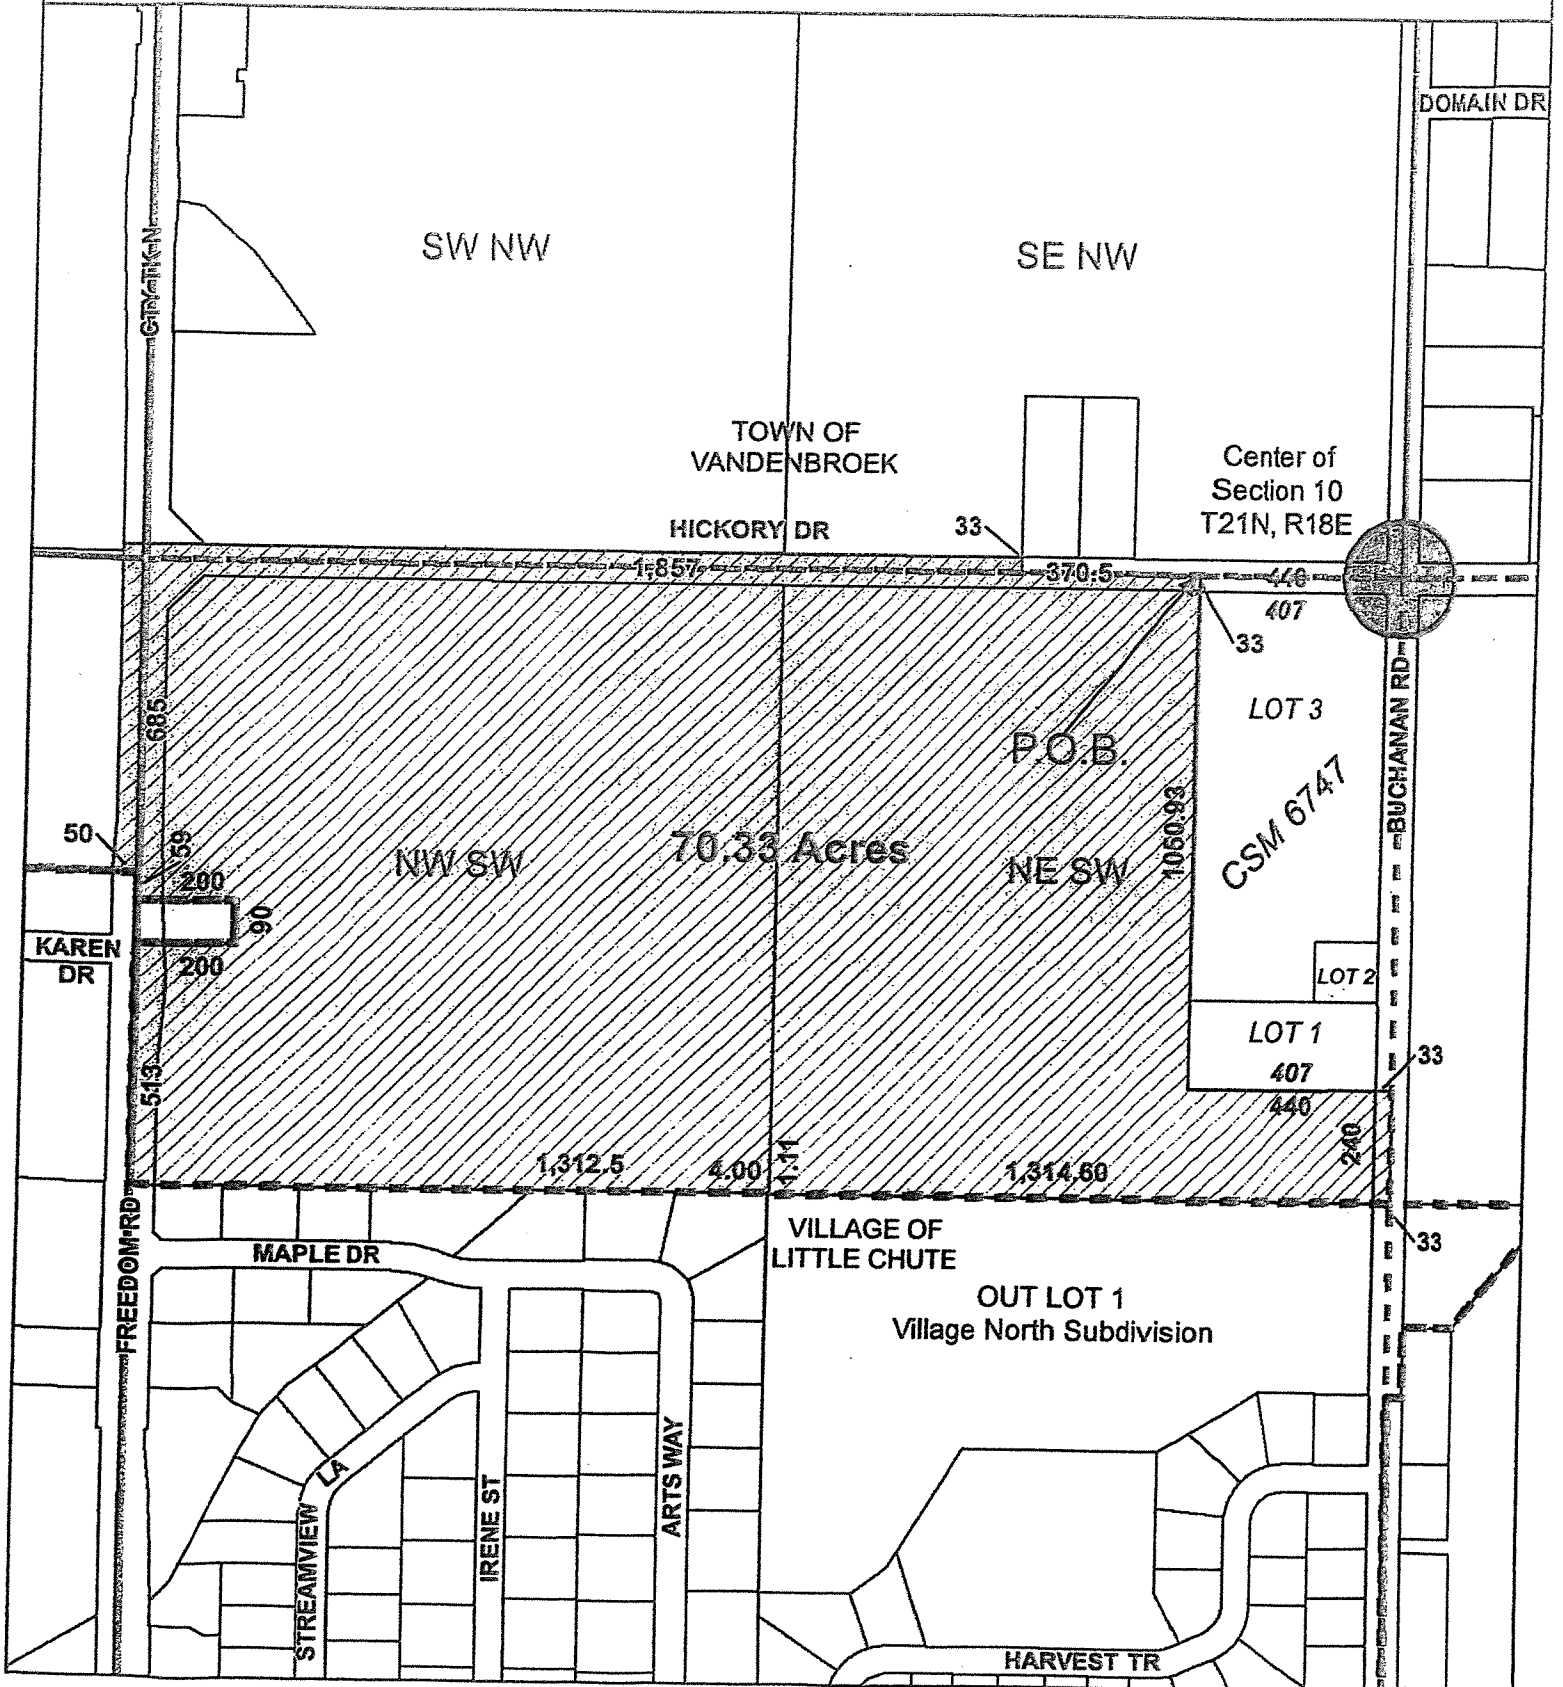 DOMAIN DR
CTY TK N
SW NW
SE NW
TOWN OF
VANDENBROEK
Center of
Section 10
T21N, R18E
HICKORY DR
33
1,857
370.5
440
407
33
685
LOT 3
P.O.B.
BUCHANAN RD
CSM 6747
1050.93
50
59
200
NW SW
70.33 Acres
NE SW
90
KAREN
DR
200
LOT 2
LOT 1
407
33
440
513
240
1,312.5
4.00
1.11
1,314.60
FREEDOM RD
MAPLE DR
VILLAGE OF
LITTLE CHUTE
33
OUT LOT 1
Village North Subdivision
STREAMVIEW
LA
IRENE ST
ARTS WAY
HARVEST TR